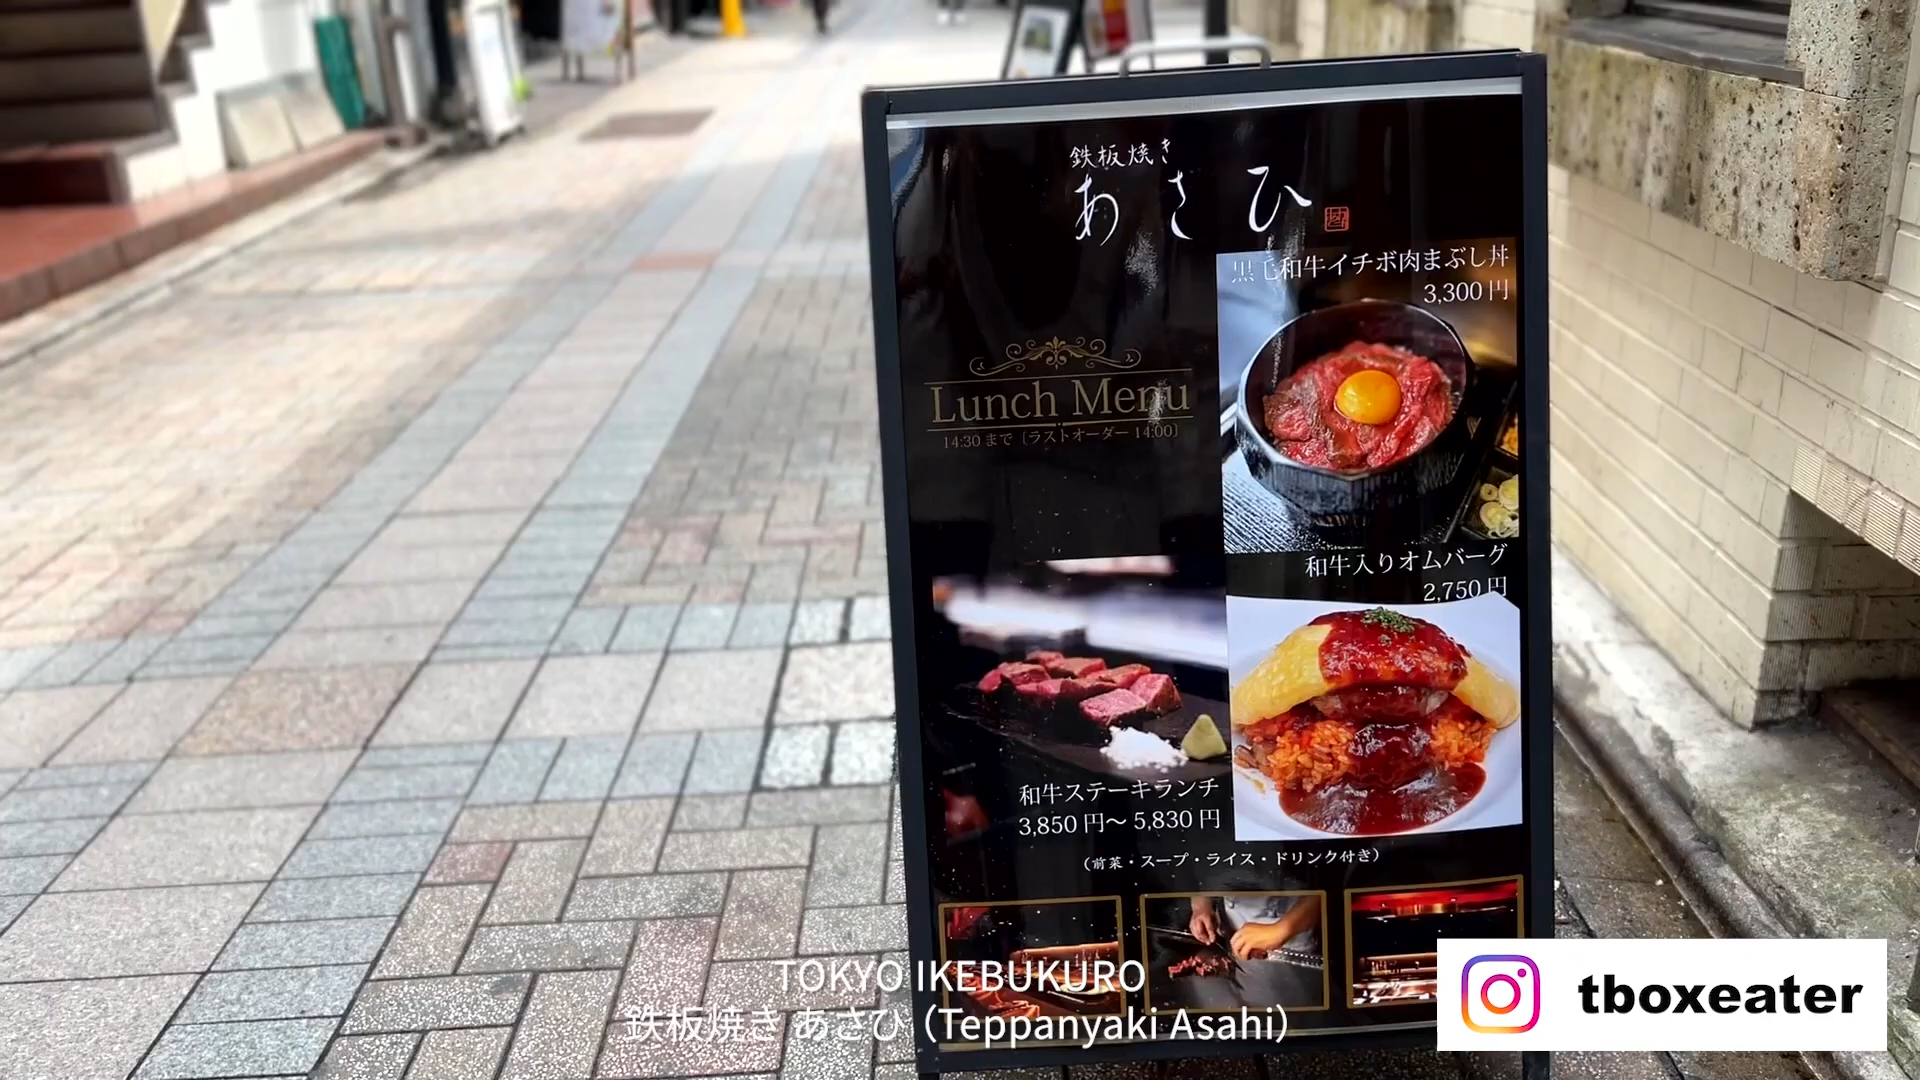 鉄板焼き
あさひ
黒毛和牛イチボ肉まぶし丼
3,300円
Lunch Menu
14:30まで〔ラストオーダー 14:00〕
和牛入りオムバーグ
2,750円
和牛ステーキランチ
3,850円〜5,830円
（前菜・スープ・ライス・ドリンク付き）
TOKYO IKEBUKURO
鉄板焼き あさひ（Teppanyaki Asahi）
tboxeater